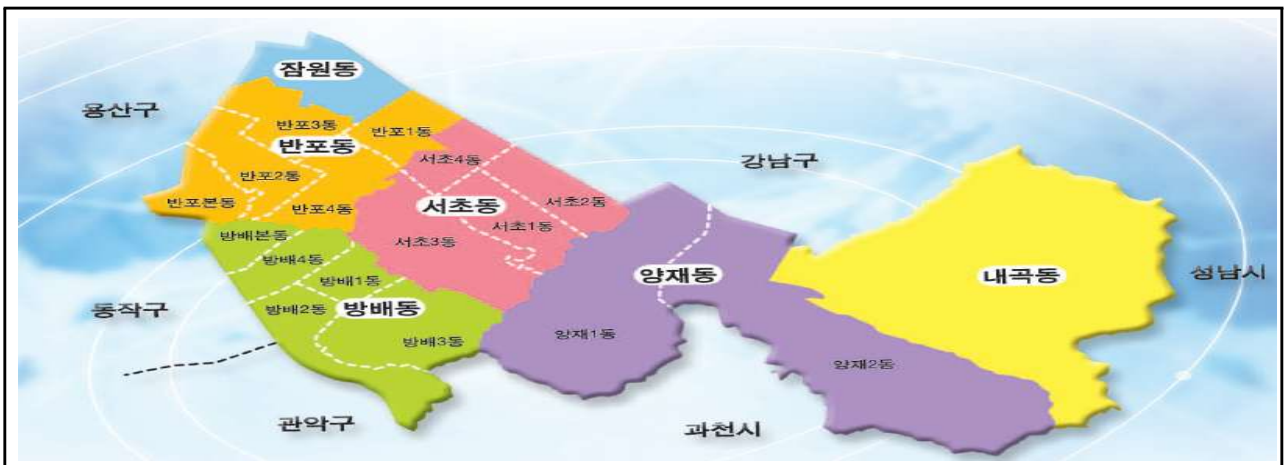 잠원동
용산구
반포3동
반포1동
반포동
서초4동
강남구
반포2동
반포본동
반포4동
서초동
서초2동
서초1동
방배본동
서초3동
방배4동
양재동
내곡동
성남시
방배1동
동작구
방배2동
방배동
방배3동
양재1동
양재2동
관악구
과천시